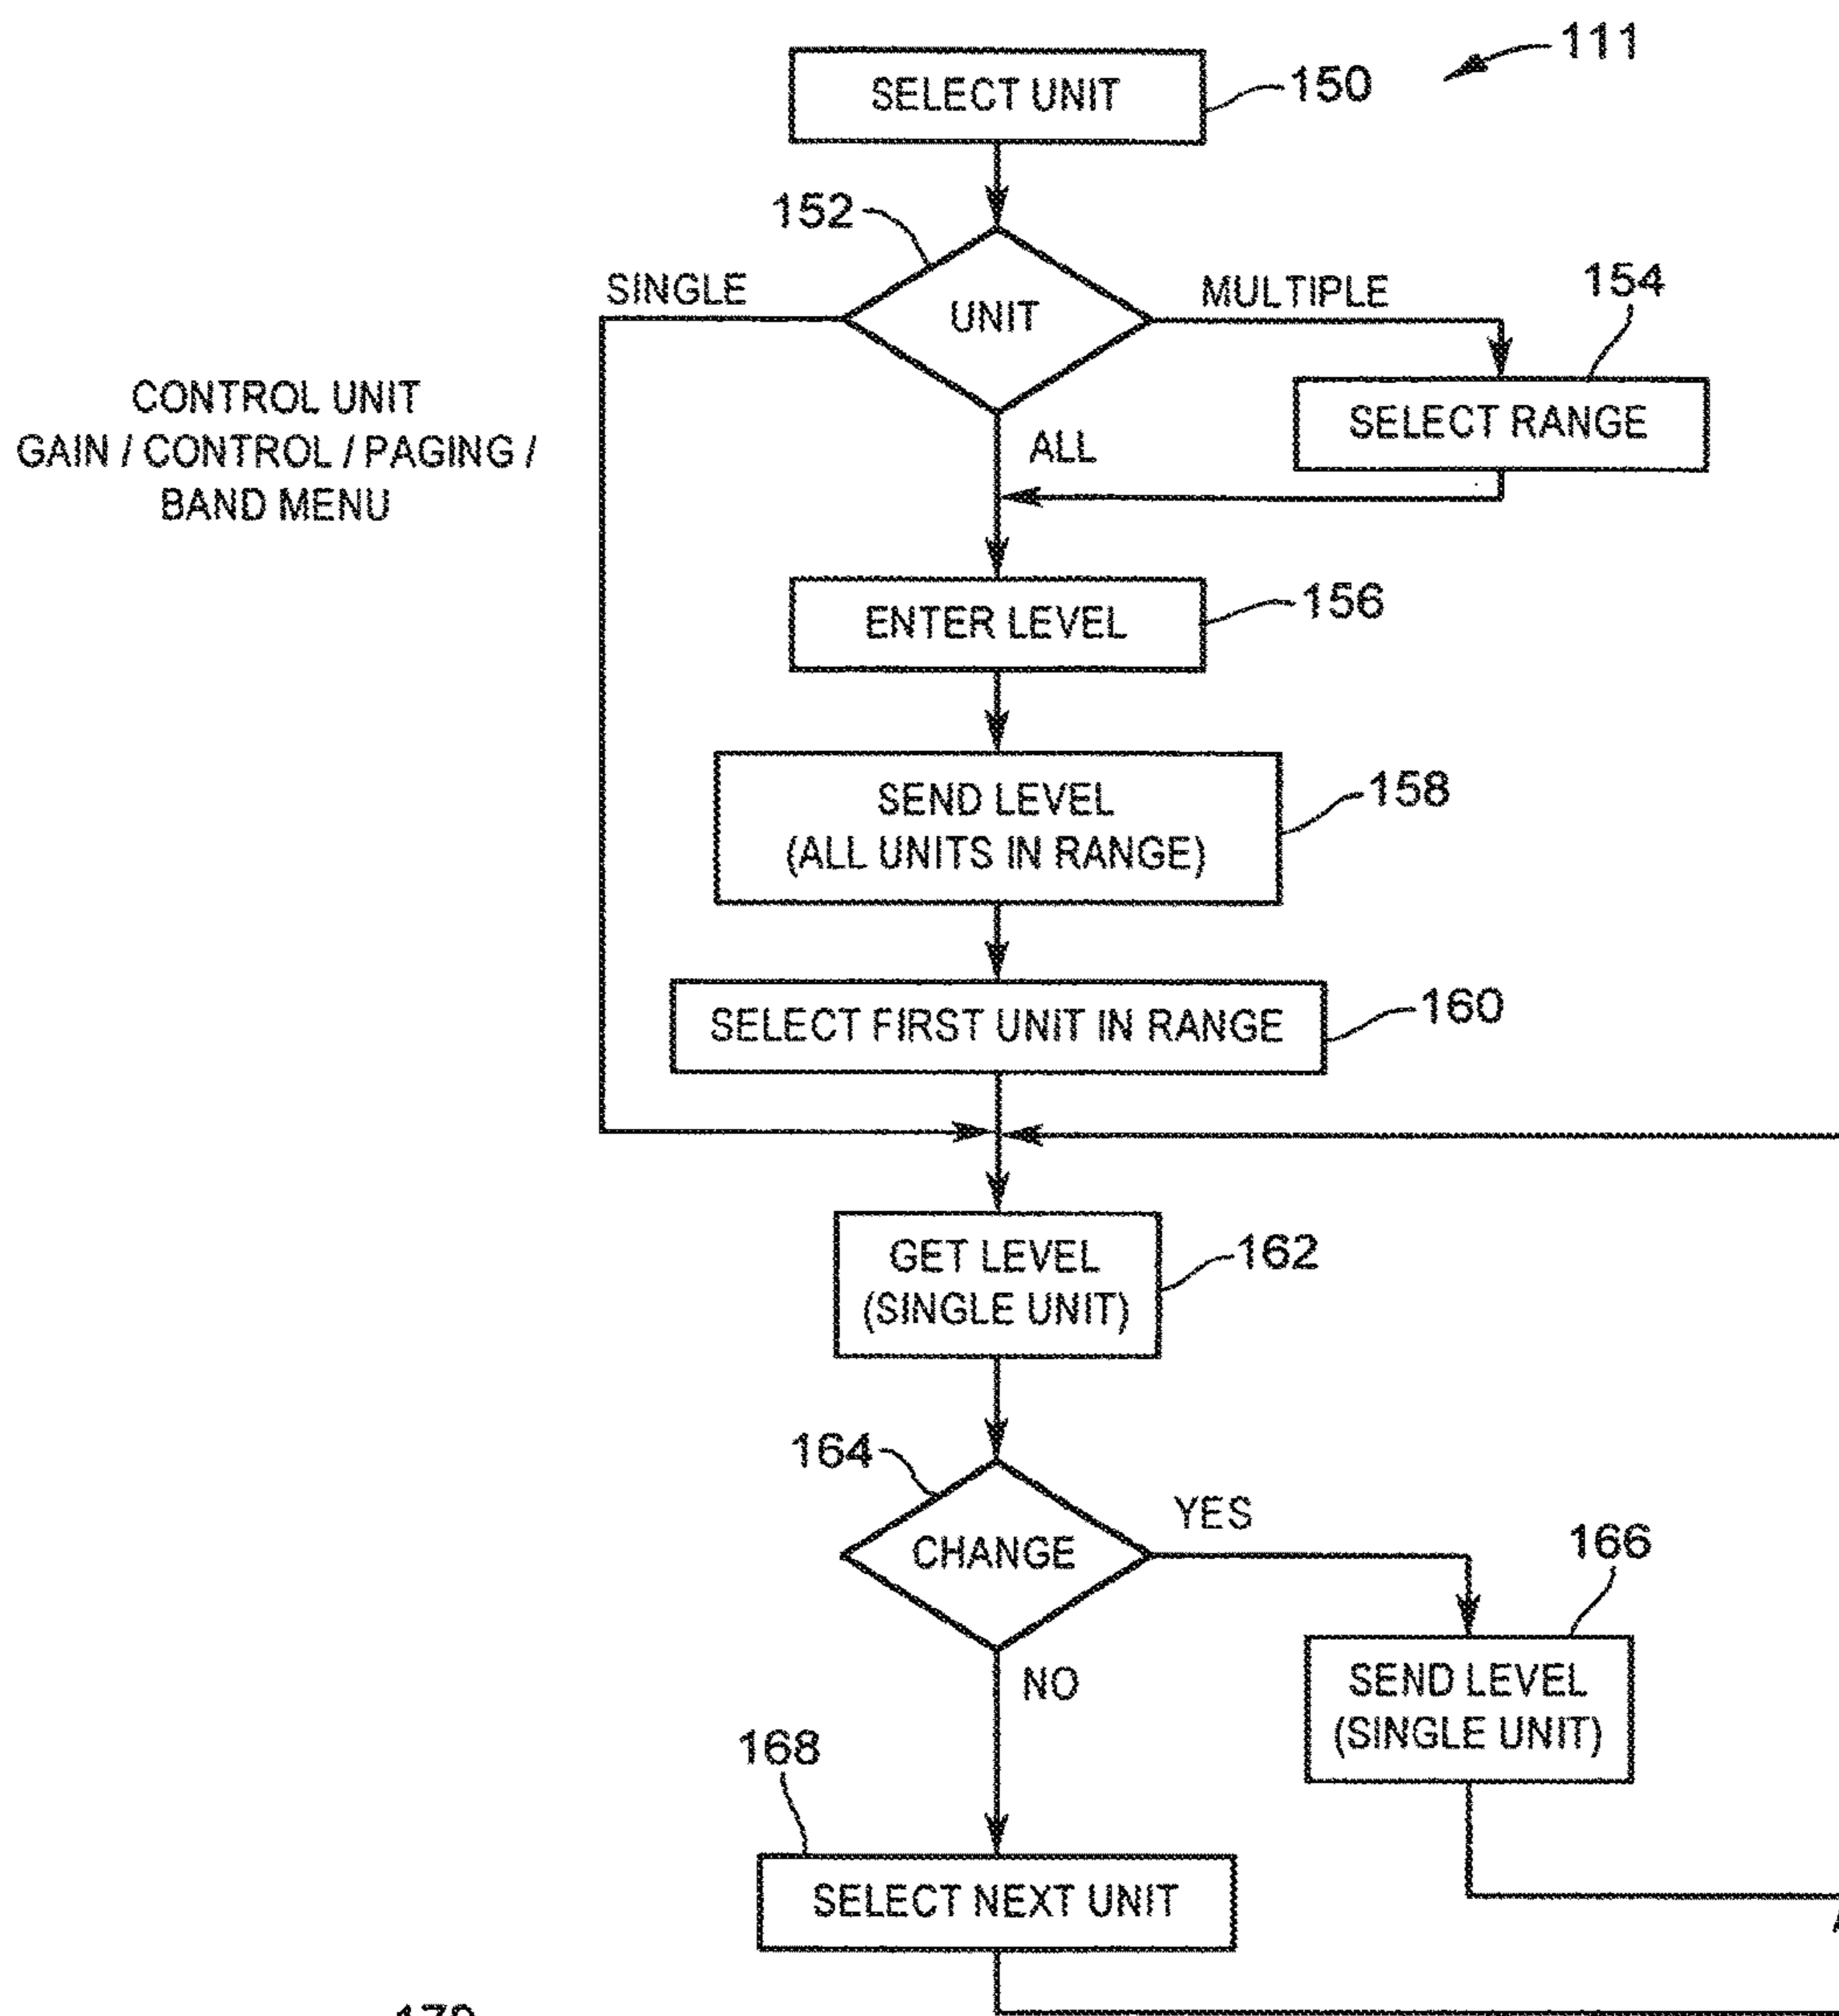 111
SELECT UNIT
150
152
SINGLE
UNIT
MULTIPLE
154
CONTROL UNIT
GAIN / CONTROL / PAGING /
BAND MENU
SELECT RANGE
ALL
ENTER LEVEL
156
SEND LEVEL
(ALL UNITS IN RANGE)
158
SELECT FIRST UNIT IN RANGE
160
GET LEVEL
(SINGLE UNIT)
162
164
CHANGE
YES
166
NO
SEND LEVEL
(SINGLE UNIT)
168
SELECT NEXT UNIT